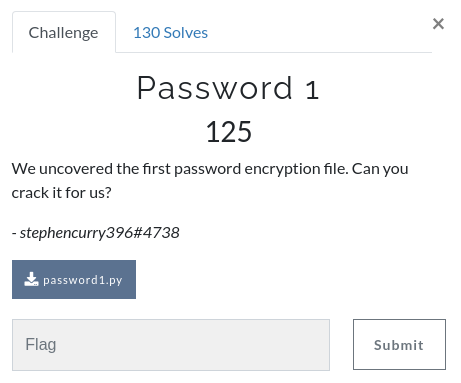 Challenge
130 Solves
×
Password 1
125
We uncovered the first password encryption file. Can you
crack it for us?
- stephencurry396#4738
password1.py
Flag
Submit